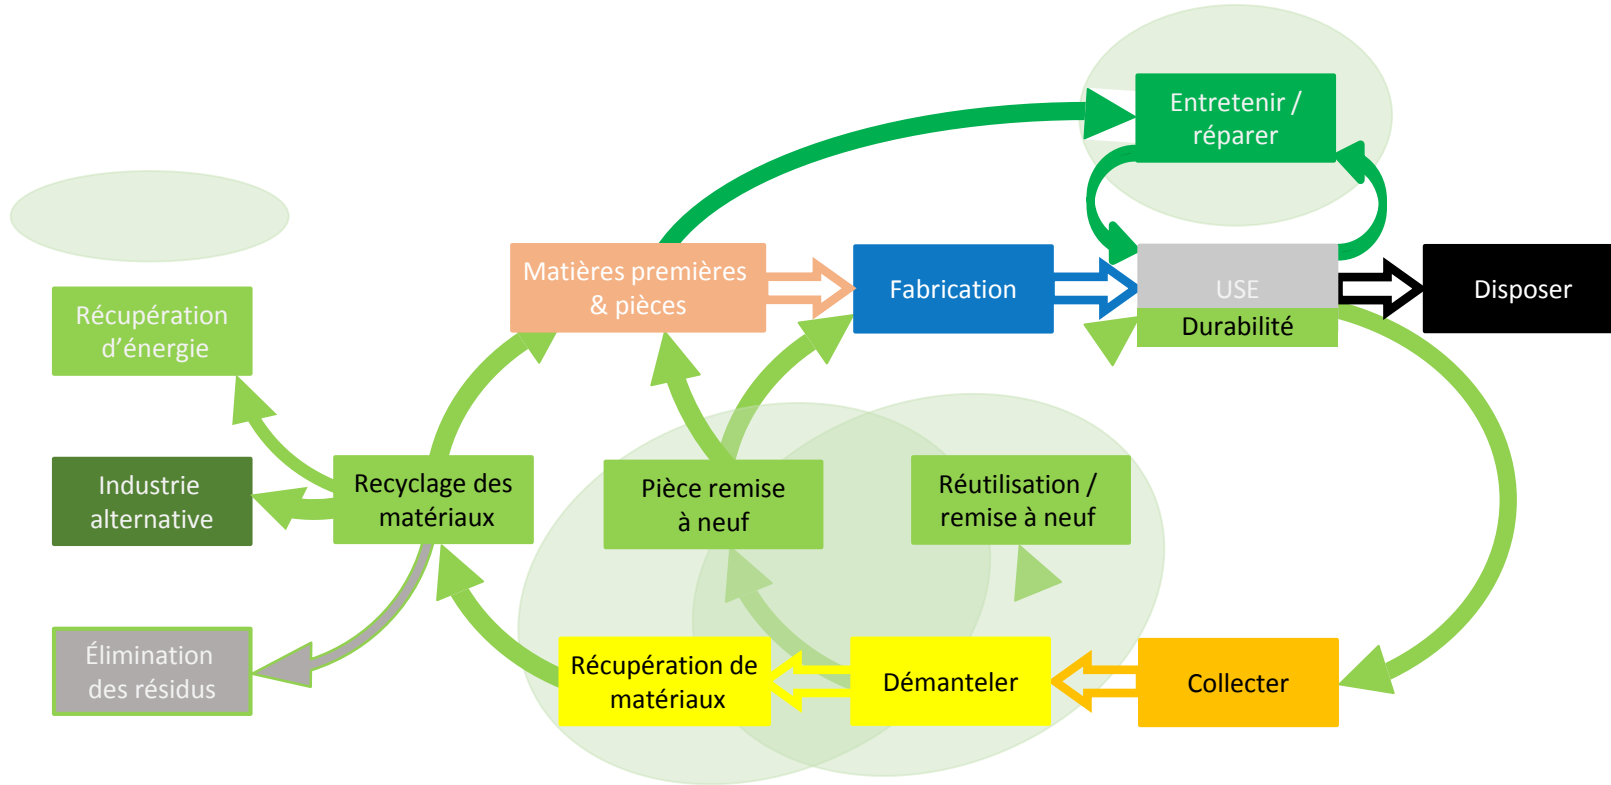 Entretenir /
réparer
Matières premières
& pièces
Fabrication
USE
Durabilité
Disposer
Récupération
d'énergie
Industrie
alternative
Recyclage des
matériaux
Pièce remise
à neuf
Réutilisation /
remise à neuf
Élimination
des résidus
Récupération de
matériaux
Démanteler
Collecter